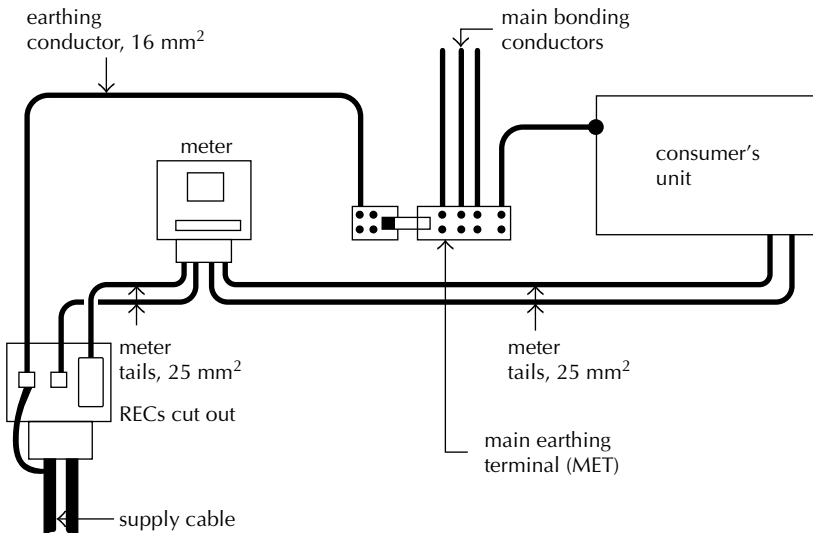 earthing
conductor, 16 mm²
main bonding
conductors
meter
consumer's
unit
meter
tails, 25 mm²
meter
tails, 25 mm²
RECs cut out
main earthing
terminal (MET)
supply cable